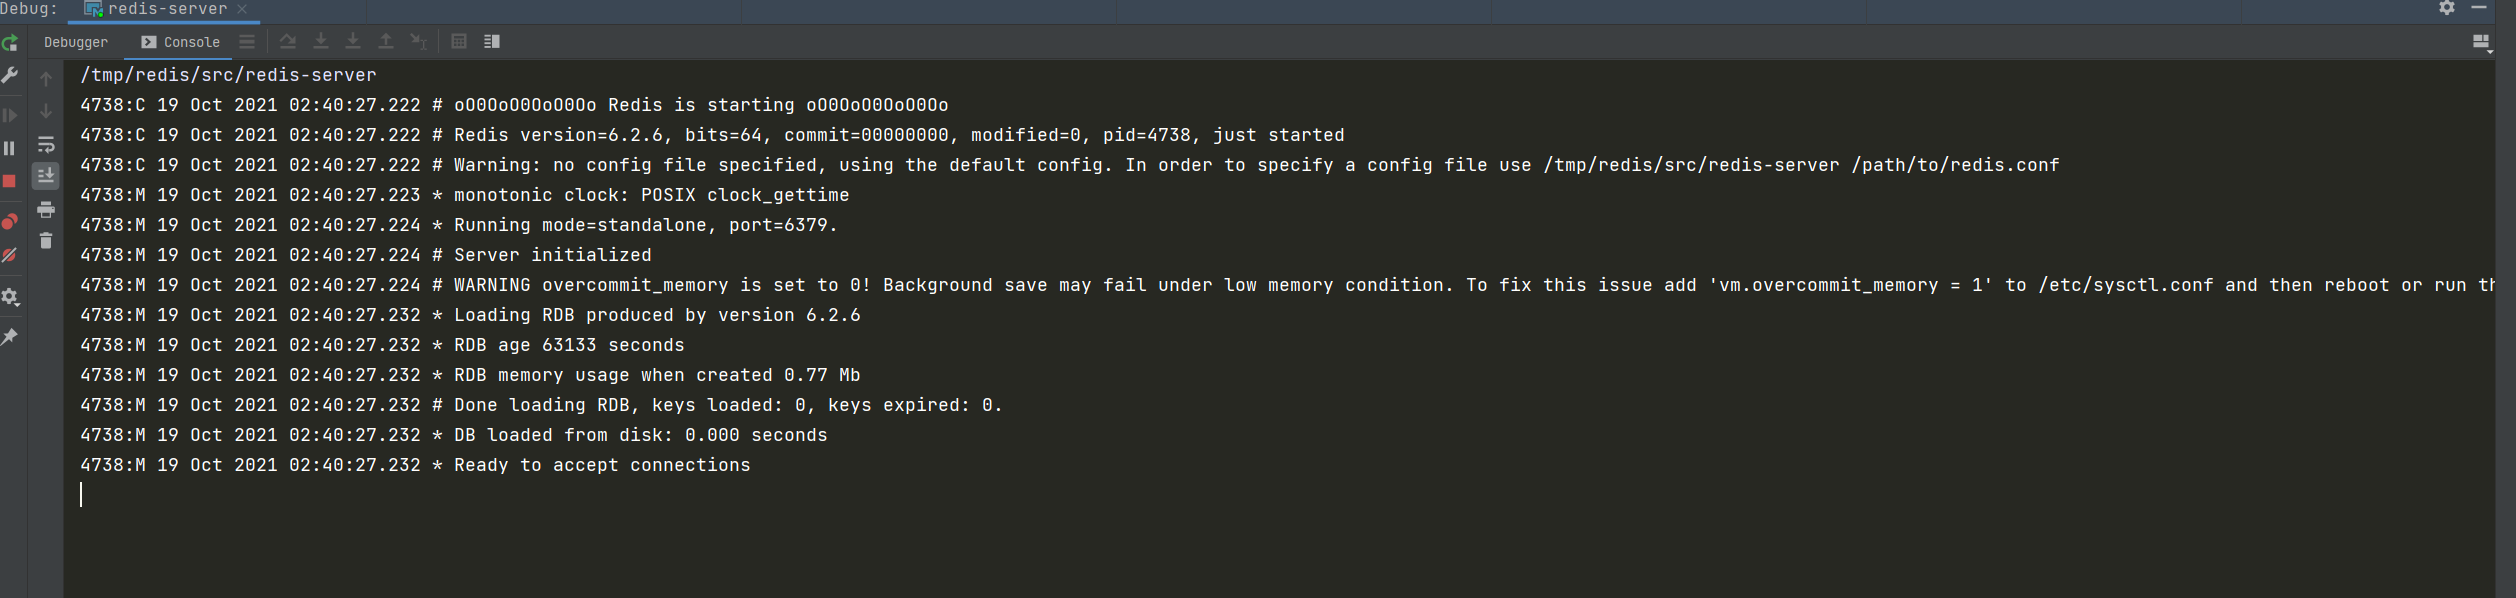 Debug: redis-server
Debugger Console
/tmp/redis/src/redis-server
4738:C 19 Oct 2021 02:40:27.222 # oO0OoO0OoO0Oo Redis is starting oO0OoO0OoO0Oo
4738:C 19 Oct 2021 02:40:27.222 # Redis version=6.2.6, bits=64, commit=00000000, modified=0, pid=4738, just started
4738:C 19 Oct 2021 02:40:27.222 # Warning: no config file specified, using the default config. In order to specify a config file use /tmp/redis/src/redis-server /path/to/redis.conf
4738:M 19 Oct 2021 02:40:27.223 * monotonic clock: POSIX clock_gettime
4738:M 19 Oct 2021 02:40:27.224 * Running mode=standalone, port=6379.
4738:M 19 Oct 2021 02:40:27.224 # Server initialized
4738:M 19 Oct 2021 02:40:27.224 # WARNING overcommit_memory is set to 0! Background save may fail under low memory condition. To fix this issue add 'vm.overcommit_memory = 1' to /etc/sysctl.conf and then reboot or run
4738:M 19 Oct 2021 02:40:27.232 * Loading RDB produced by version 6.2.6
4738:M 19 Oct 2021 02:40:27.232 * RDB age 63133 seconds
4738:M 19 Oct 2021 02:40:27.232 * RDB memory usage when created 0.77 Mb
4738:M 19 Oct 2021 02:40:27.232 # Done loading RDB, keys loaded: 0, keys expired: 0.
4738:M 19 Oct 2021 02:40:27.232 * DB loaded from disk: 0.000 seconds
4738:M 19 Oct 2021 02:40:27.232 * Ready to accept connections